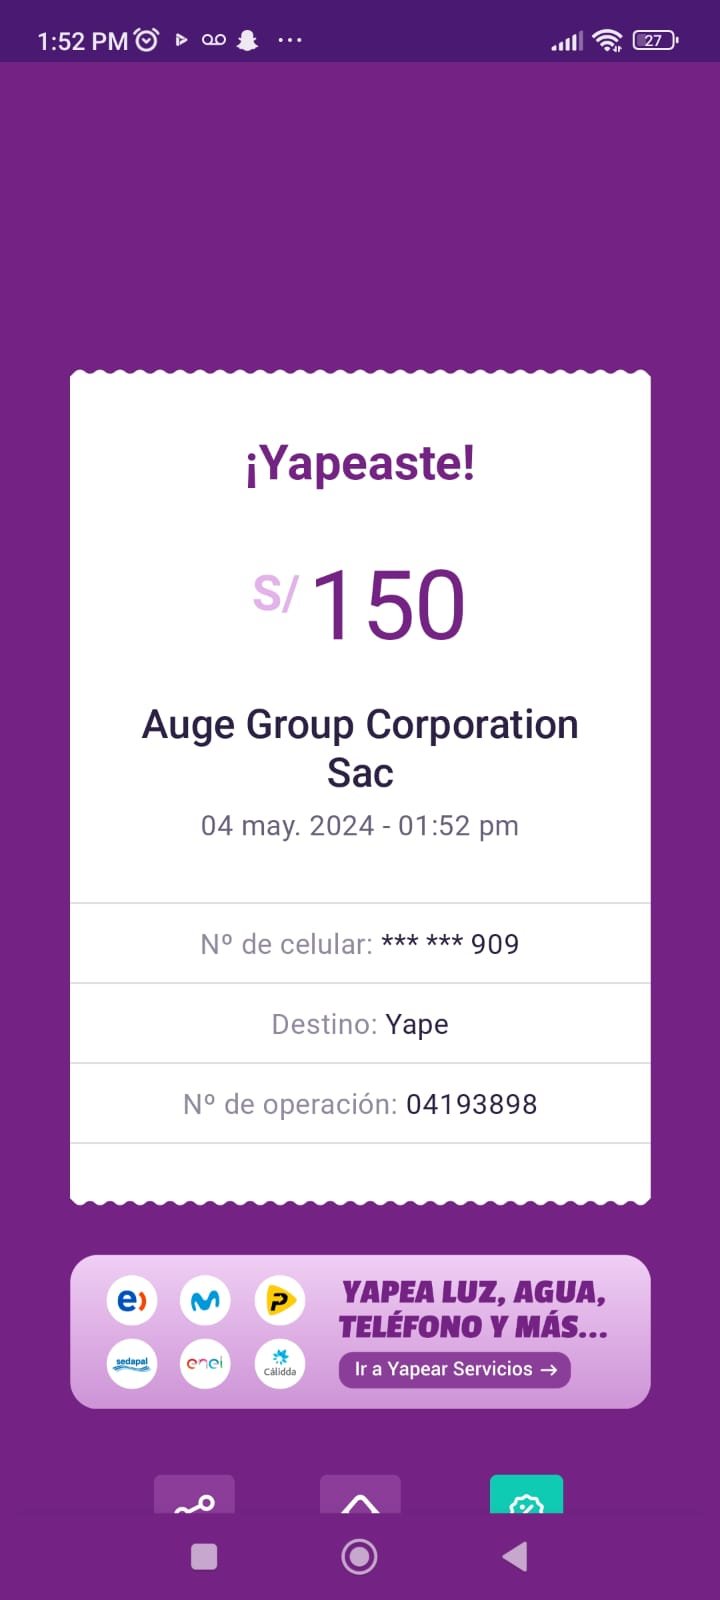 1:52 PM
27
¡Yapeaste!
S/ 150
Auge Group Corporation
Sac
04 may. 2024 - 01:52 pm
Nº de celular: *** *** 909
Destino: Yape
Nº de operación: 04193898
e)
sedapal
enel
Cálidda
YAPEA LUZ, AGUA,
TELÉFONO Y MÁS...
Ir a Yapear Servicios →